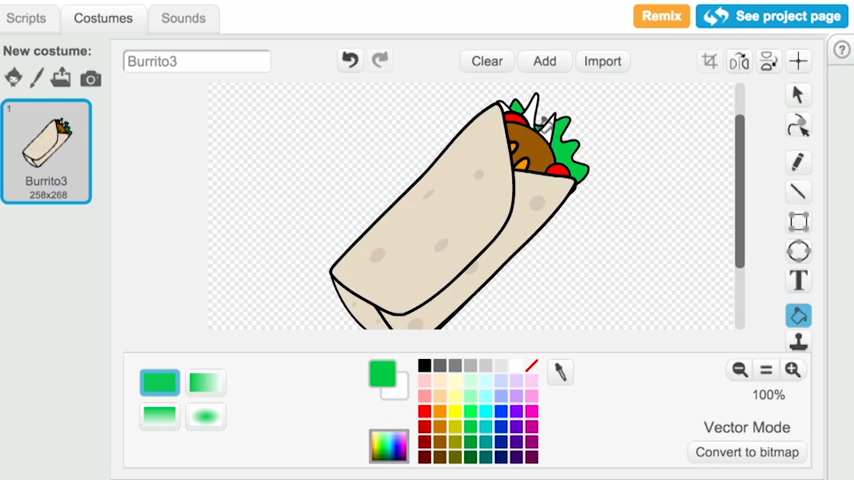 Scripts
Costumes
Sounds
Remix
See project page
New costume:
Burrito3
Clear
Add
Import
1
Burrito3
258x268
T
100%
Vector Mode
Convert to bitmap